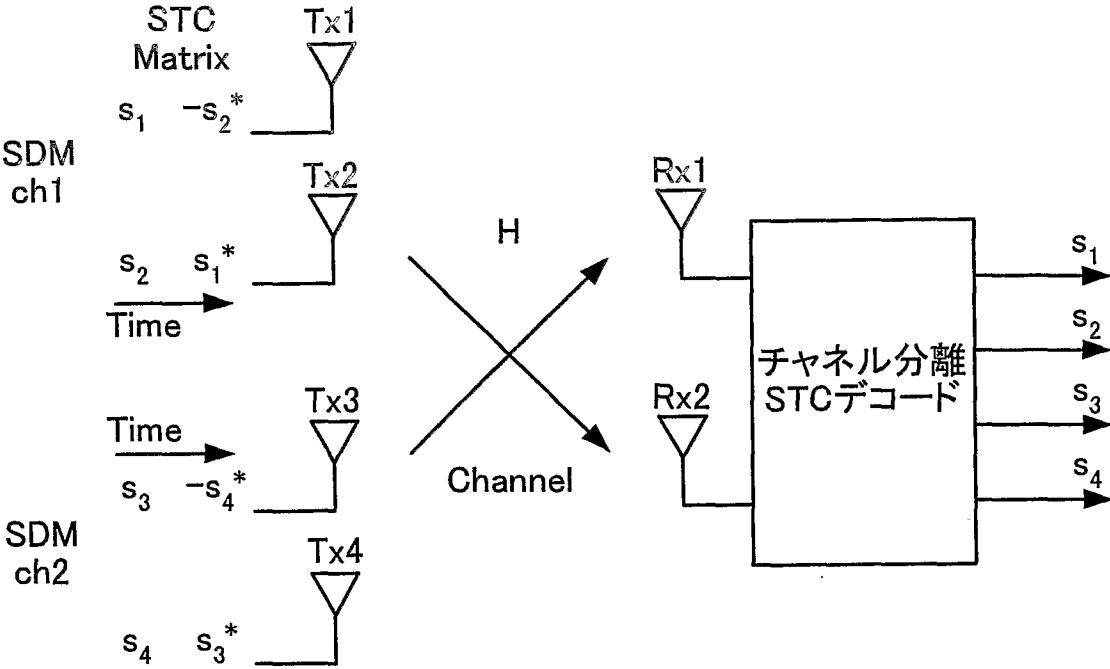 STC
Matrix
Tx1
s₁ −s₂*
SDM
ch1
Tx2
s₂ s₁*
Time
Time
Tx3
s₃ −s₄*
SDM
ch2
Tx4
s₄ s₃*
H
Channel
Rx1
Rx2
チャネル分離
STCデコード
s₁
s₂
s₃
s₄